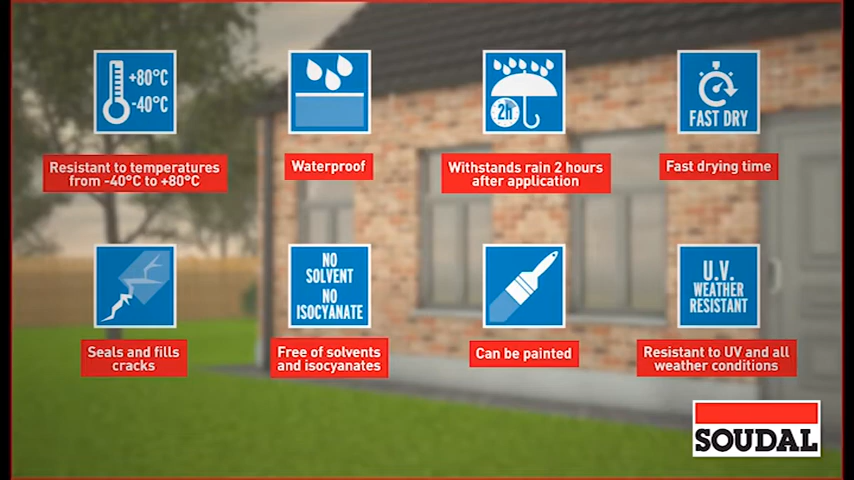 +80°C
-40°C
2h
FAST DRY
Resistant to temperatures
from -40°C to +80°C
Waterproof
Withstands rain 2 hours
after application
Fast drying time
NO
SOLVENT
NO
ISOCYANATE
U.V.
WEATHER
RESISTANT
Seals and fills
cracks
Free of solvents
and isocyanates
Can be painted
Resistant to UV and all
weather conditions
SOUDAL